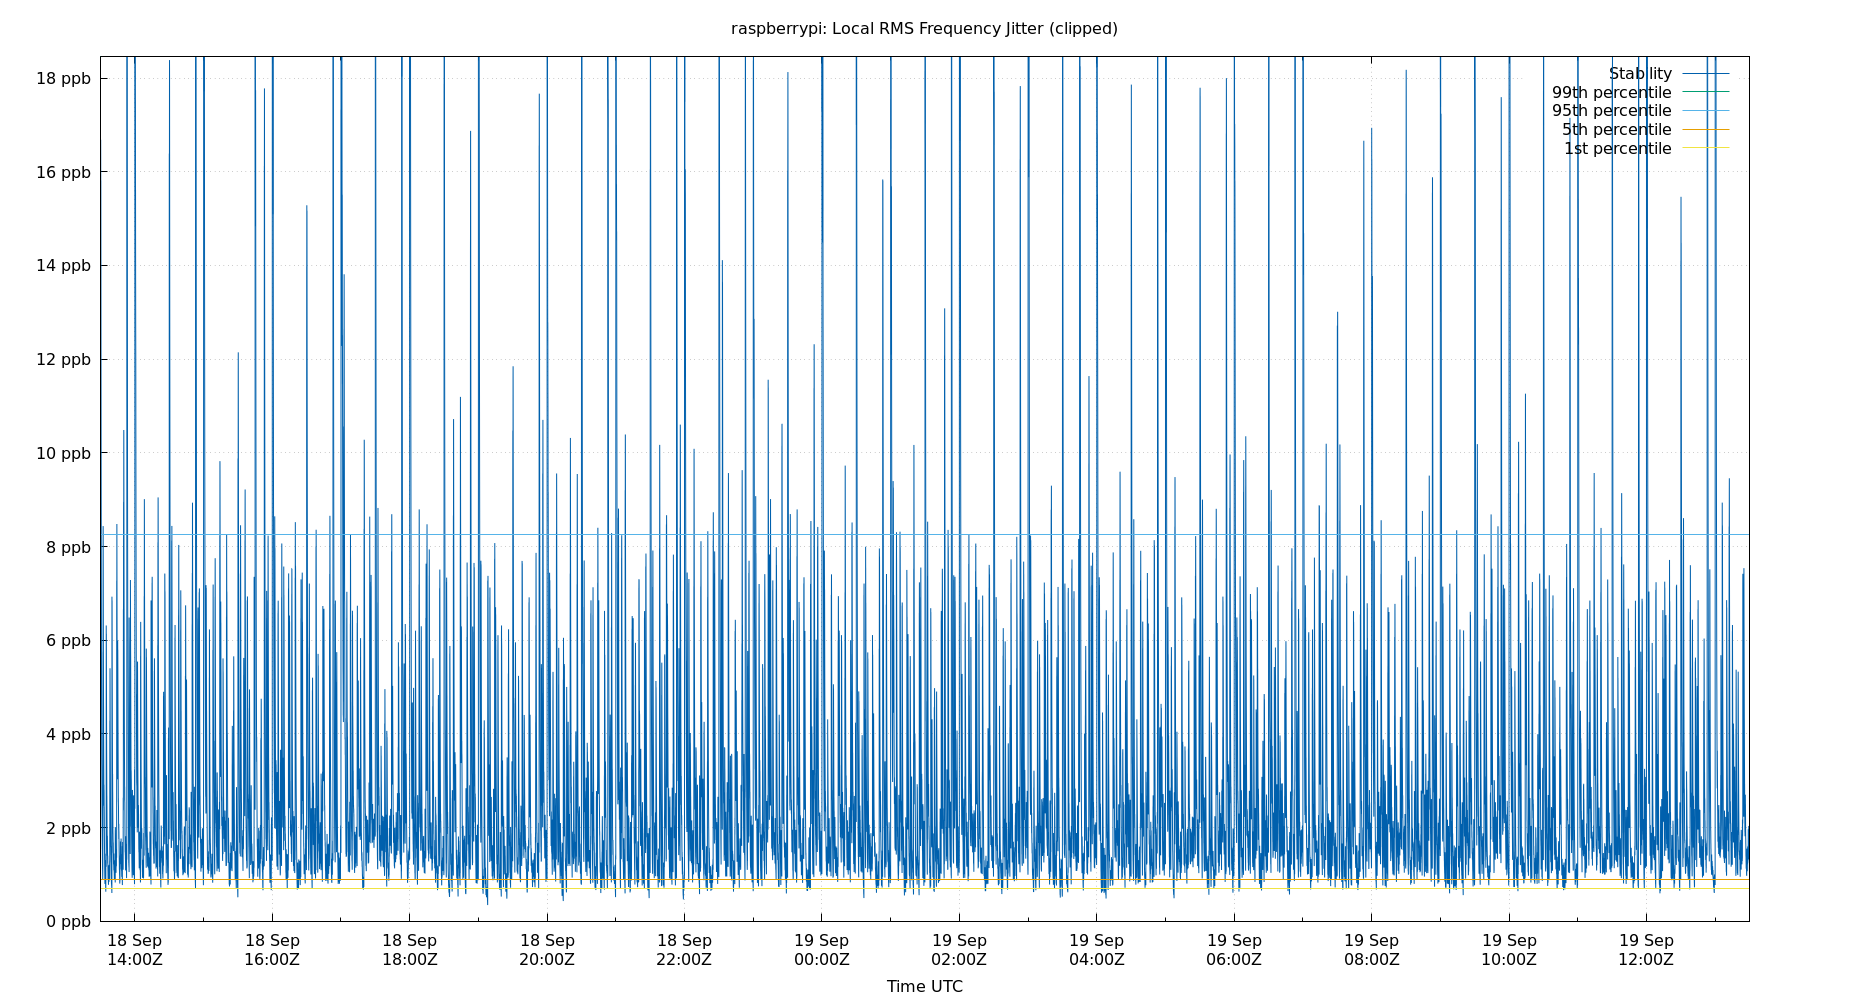 raspberrypi: Local RMS Frequency Jitter (clipped)
18 ppb
16 ppb
14 ppb
12 ppb
10 ppb
8 ppb
6 ppb
4 ppb
2 ppb
0 ppb
Stability
99th percentile
95th percentile
5th percentile
1st percentile
18 Sep
14:00Z
18 Sep
16:00Z
18 Sep
18:00Z
18 Sep
20:00Z
18 Sep
22:00Z
19 Sep
00:00Z
19 Sep
02:00Z
19 Sep
04:00Z
19 Sep
06:00Z
19 Sep
08:00Z
19 Sep
10:00Z
19 Sep
12:00Z
Time UTC